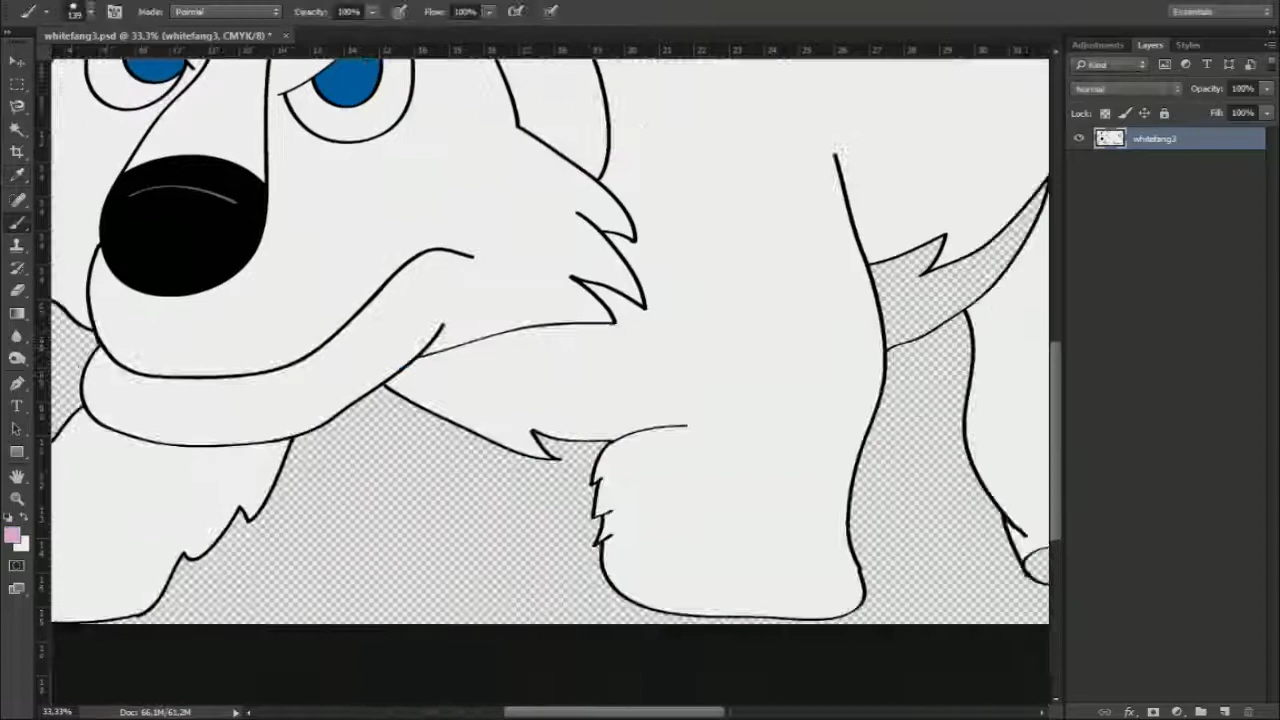 139 Mode: Normal Opacity: 100% Flow: 100% Essentials
whitefang3.psd @ 33,3% (whitefang3, CMYK/8) * ×
Adjustments Layers Styles
Kind
Normal Opacity: 100%
Lock: Fill: 100%
whitefang3
T
33,33% Doc: 66,1M/61,2M